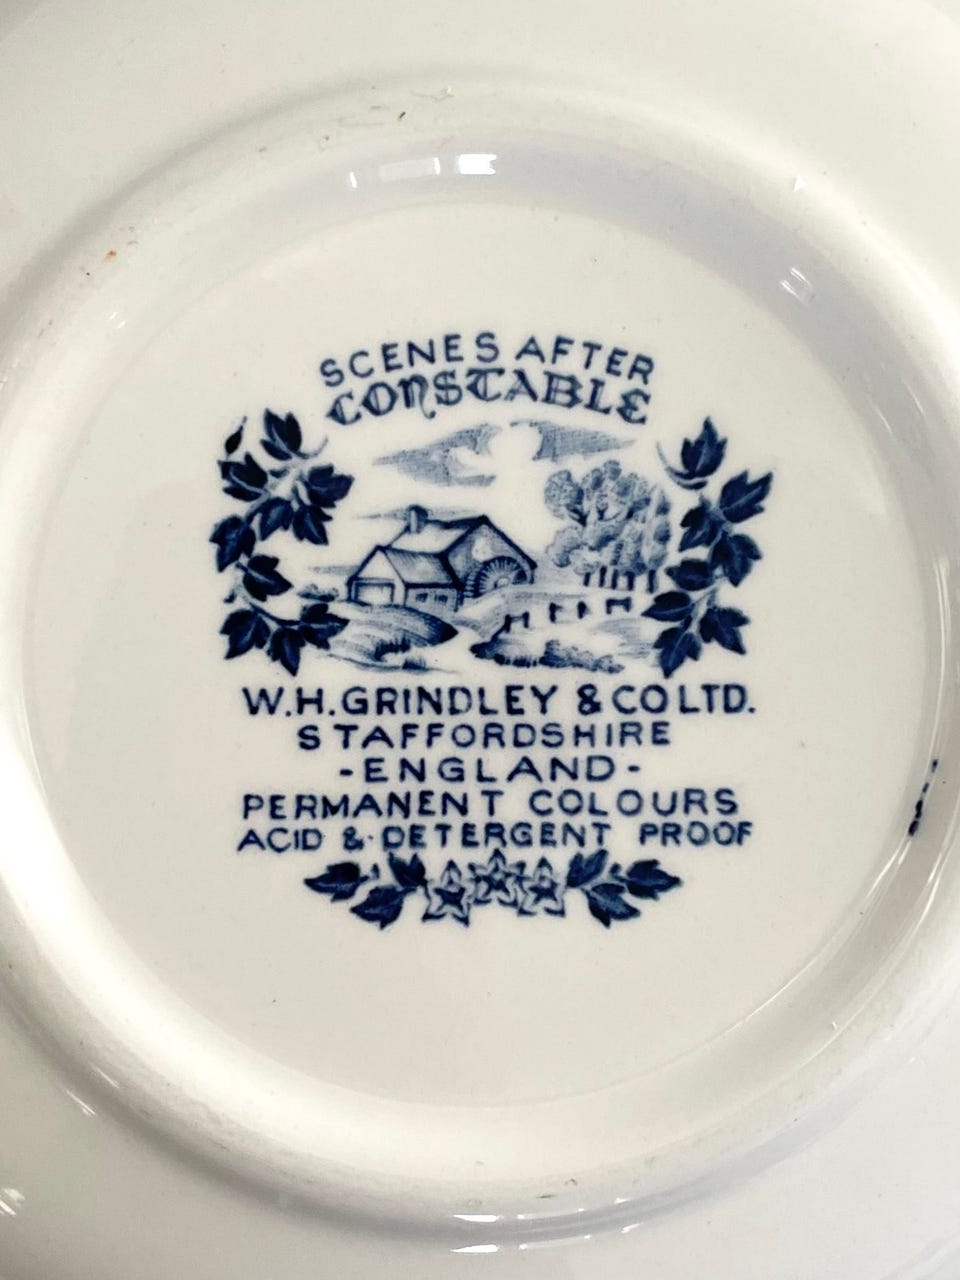 SCENES AFTER
CONSTABLE
W.H.GRINDLEY & CO LTD.
STAFFORDSHIRE
-ENGLAND-
PERMANENT COLOURS
ACID & DETERGENT PROOF